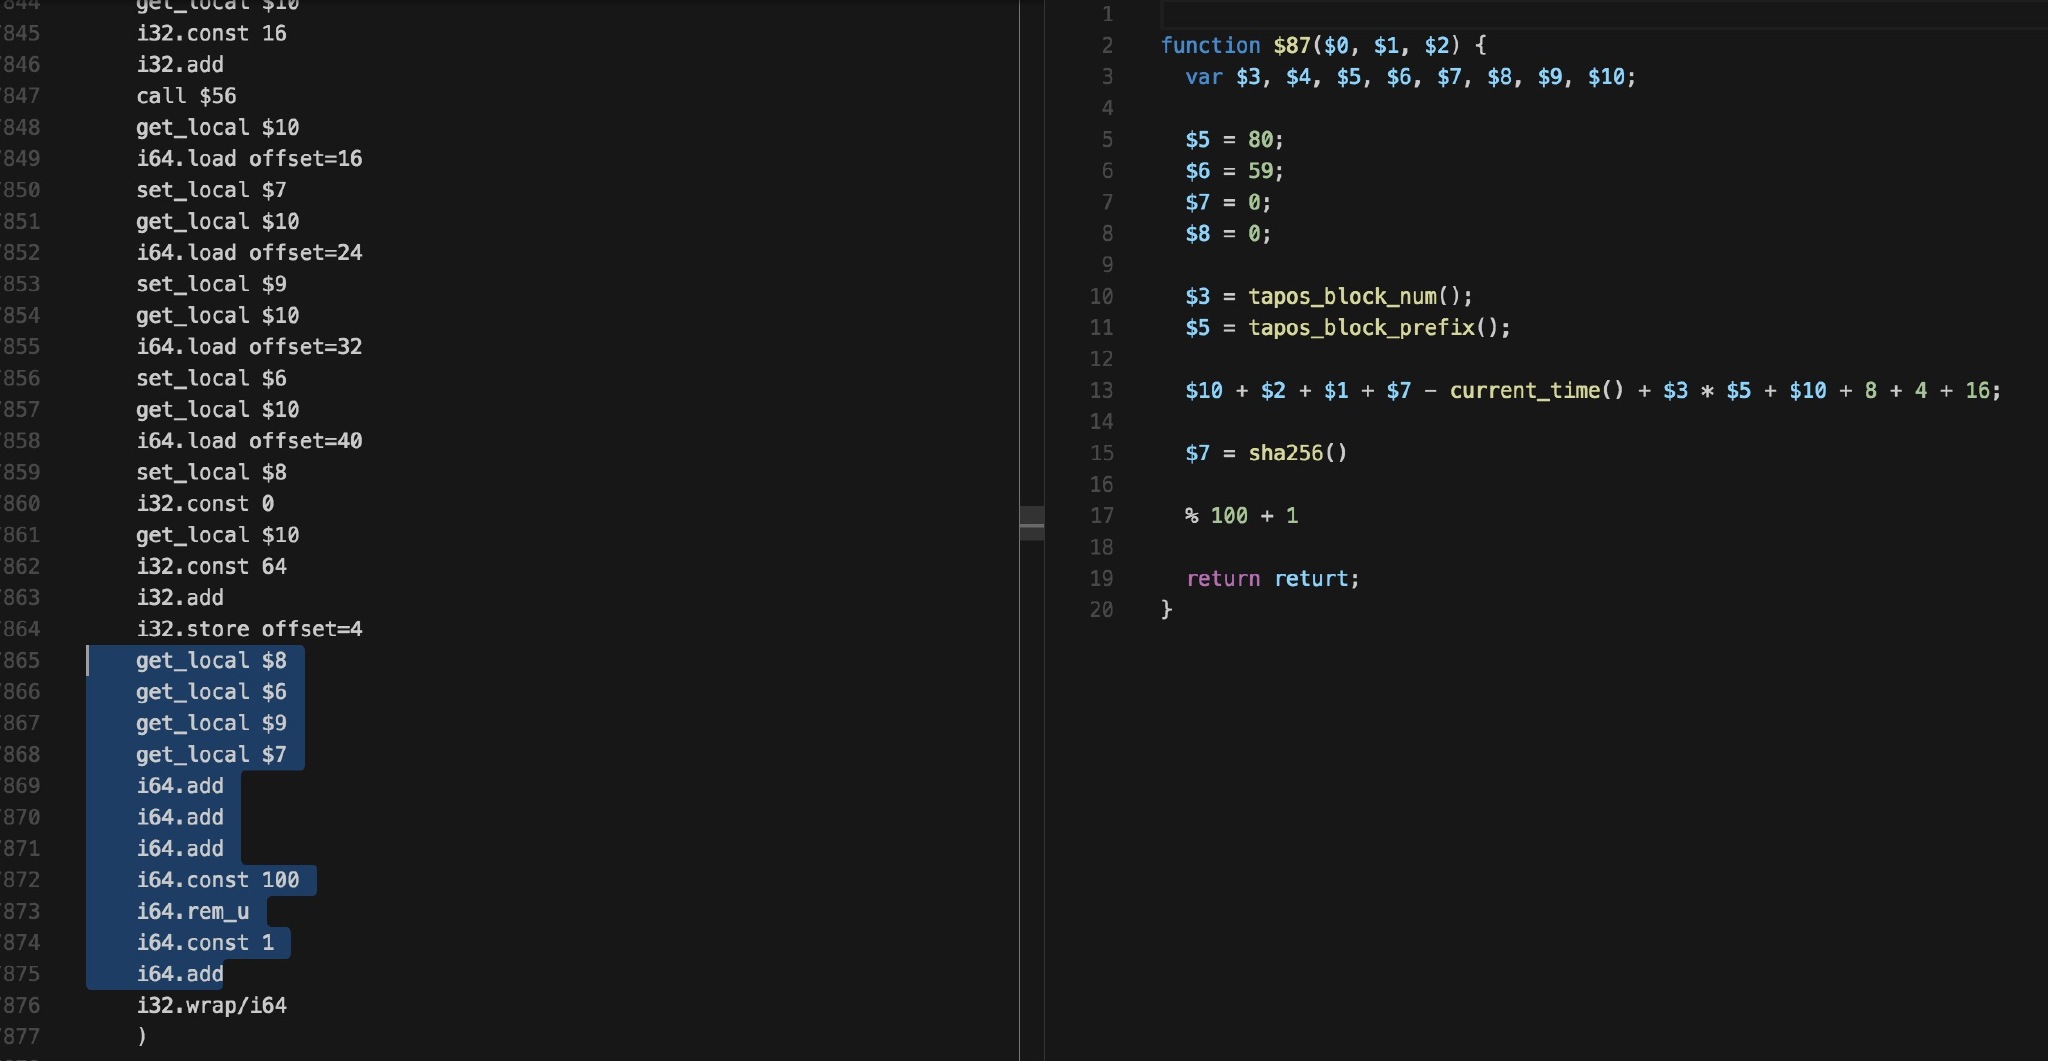 844 get_local $10
845 i32.const 16
846 i32.add
847 call $56
848 get_local $10
849 i64.load offset=16
850 set_local $7
851 get_local $10
852 i64.load offset=24
853 set_local $9
854 get_local $10
855 i64.load offset=32
856 set_local $6
857 get_local $10
858 i64.load offset=40
859 set_local $8
860 i32.const 0
861 get_local $10
862 i32.const 64
863 i32.add
864 i32.store offset=4
865 get_local $8
866 get_local $6
867 get_local $9
868 get_local $7
869 i64.add
870 i64.add
871 i64.add
872 i64.const 100
873 i64.rem_u
874 i64.const 1
875 i64.add
876 i32.wrap/i64
877 )
1
2 function $87($0, $1, $2) {
3 var $3, $4, $5, $6, $7, $8, $9, $10;
4
5 $5 = 80;
6 $6 = 59;
7 $7 = 0;
8 $8 = 0;
9
10 $3 = tapos_block_num();
11 $5 = tapos_block_prefix();
12
13 $10 + $2 + $1 + $7 - current_time() + $3 * $5 + $10 + 8 + 4 + 16;
14
15 $7 = sha256()
16
17 % 100 + 1
18
19 return returt;
20 }